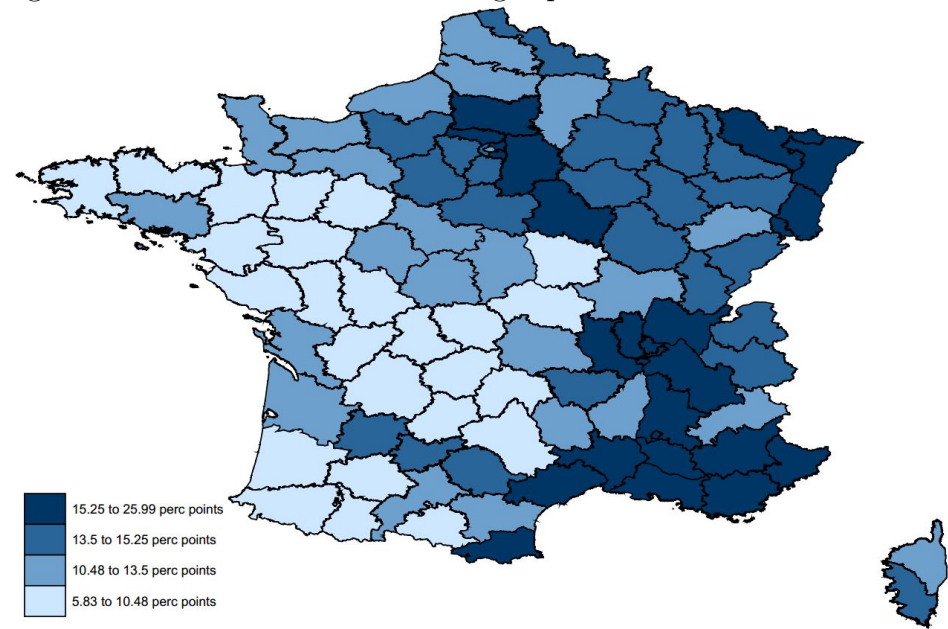 15.25 to 25.99 perc points
13.5 to 15.25 perc points
10.48 to 13.5 perc points
5.83 to 10.48 perc points